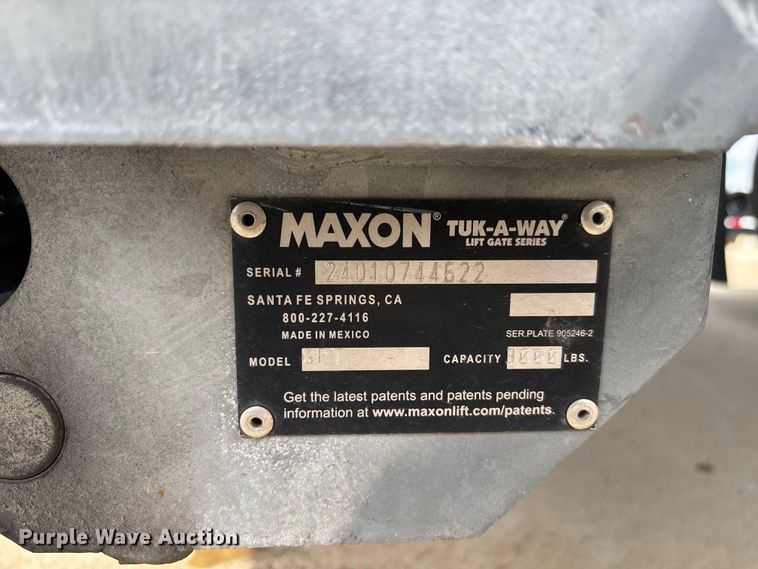 MAXON® TUK-A-WAY®
LIFT GATE SERIES
SERIAL # 24010744522
SANTA FE SPRINGS, CA
800-227-4116
MADE IN MEXICO
SER.PLATE 905246-2
MODEL CAPACITY LBS.
Get the latest patents and patents pending
information at www.maxonlift.com/patents.
Purple Wave Auction